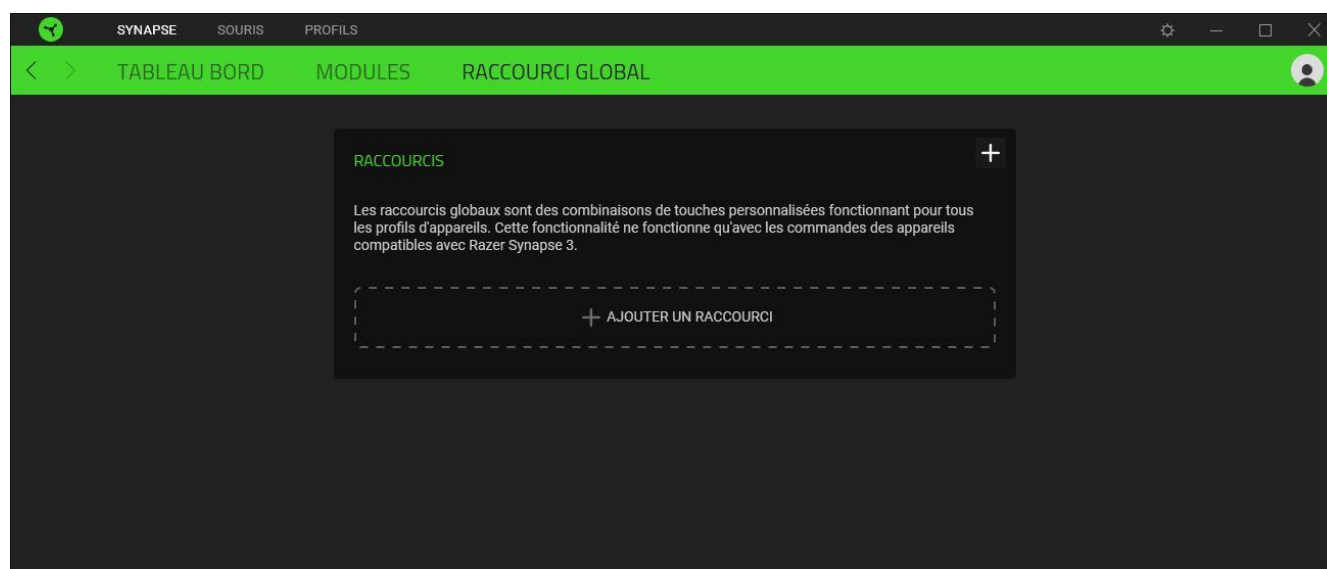 SYNAPSE SOURIS PROFILS
TABLEAU BORD MODULES RACCOURCI GLOBAL
RACCOURCIS
Les raccourcis globaux sont des combinaisons de touches personnalisées fonctionnant pour tous
les profils d'appareils. Cette fonctionnalité ne fonctionne qu'avec les commandes des appareils
compatibles avec Razer Synapse 3.
AJOUTER UN RACCOURCI